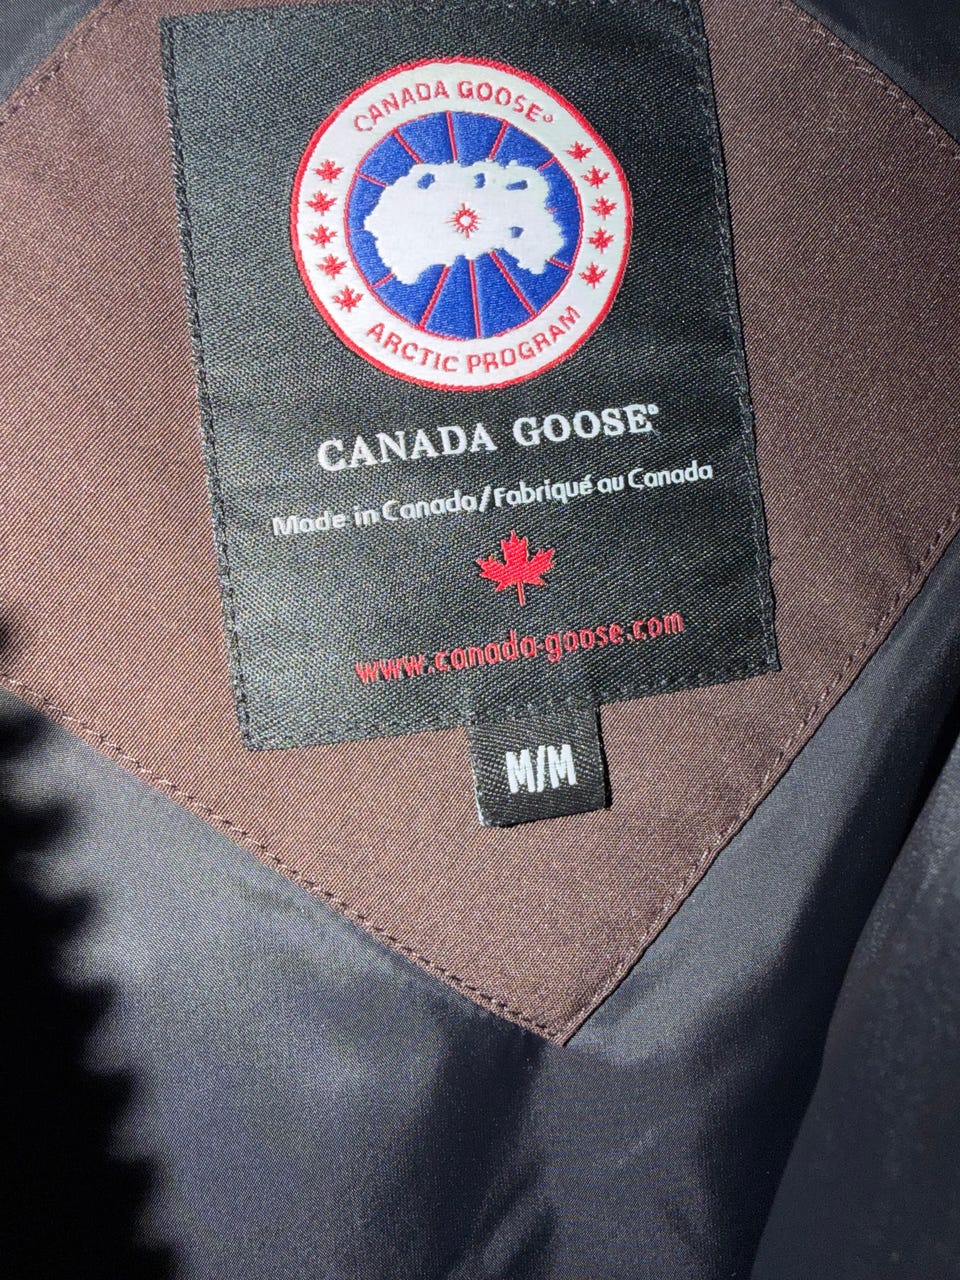 CANADA GOOSE®
ARCTIC PROGRAM
CANADA GOOSE®
Made in Canada/Fabriqué au Canada
www.canada-goose.com
M/M